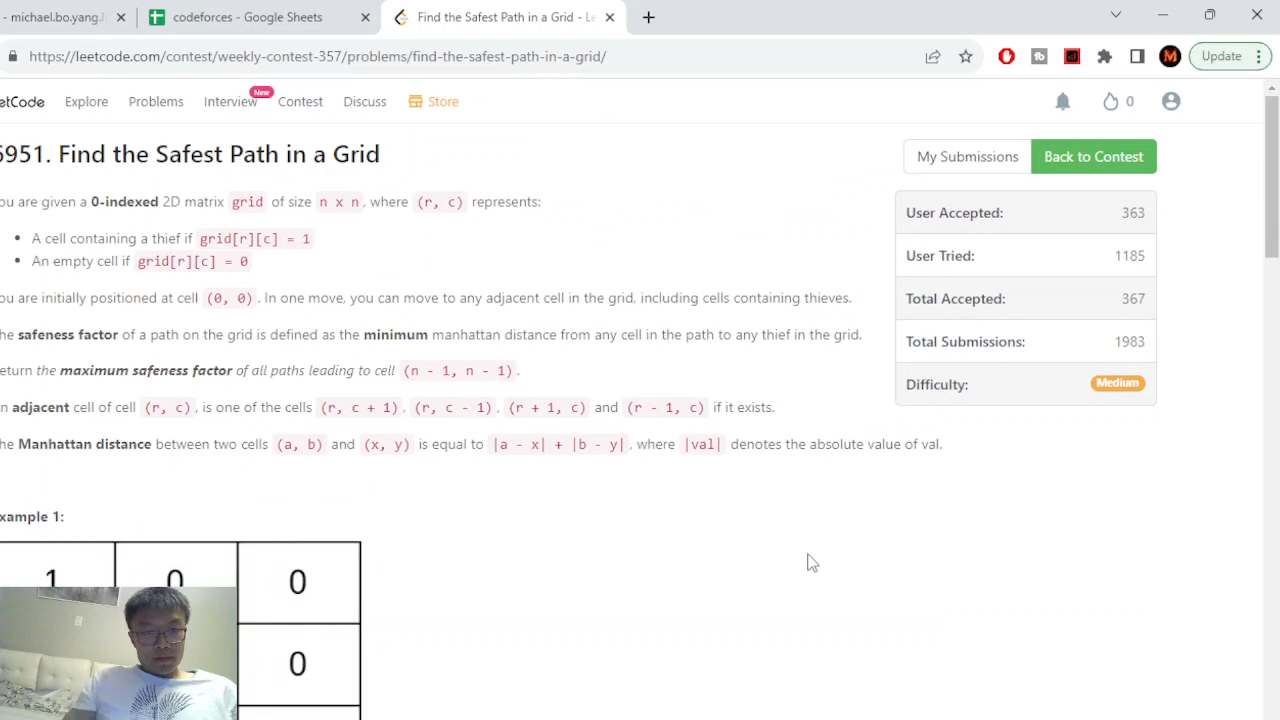 - michael.bo.yang.li
codeforces - Google Sheets
Find the Safest Path in a Grid - Le
https://leetcode.com/contest/weekly-contest-357/problems/find-the-safest-path-in-a-grid/
Update
etCode
Explore
Problems
Interview
New
Contest
Discuss
Store
0
6951. Find the Safest Path in a Grid
My Submissions
Back to Contest
ou are given a 0-indexed 2D matrix grid of size n x n, where (r, c) represents:
A cell containing a thief if grid[r][c] = 1
An empty cell if grid[r][c] = 0
ou are initially positioned at cell (0, 0). In one move, you can move to any adjacent cell in the grid, including cells containing thieves.
he safeness factor of a path on the grid is defined as the minimum manhattan distance from any cell in the path to any thief in the grid.
eturn the maximum safeness factor of all paths leading to cell (n - 1, n - 1).
n adjacent cell of cell (r, c), is one of the cells (r, c + 1), (r, c - 1), (r + 1, c) and (r - 1, c) if it exists.
he Manhattan distance between two cells (a, b) and (x, y) is equal to |a - x| + |b - y|, where |val| denotes the absolute value of val.
User Accepted: 363
User Tried: 1185
Total Accepted: 367
Total Submissions: 1983
Difficulty: Medium
xample 1:
1 0 0
0